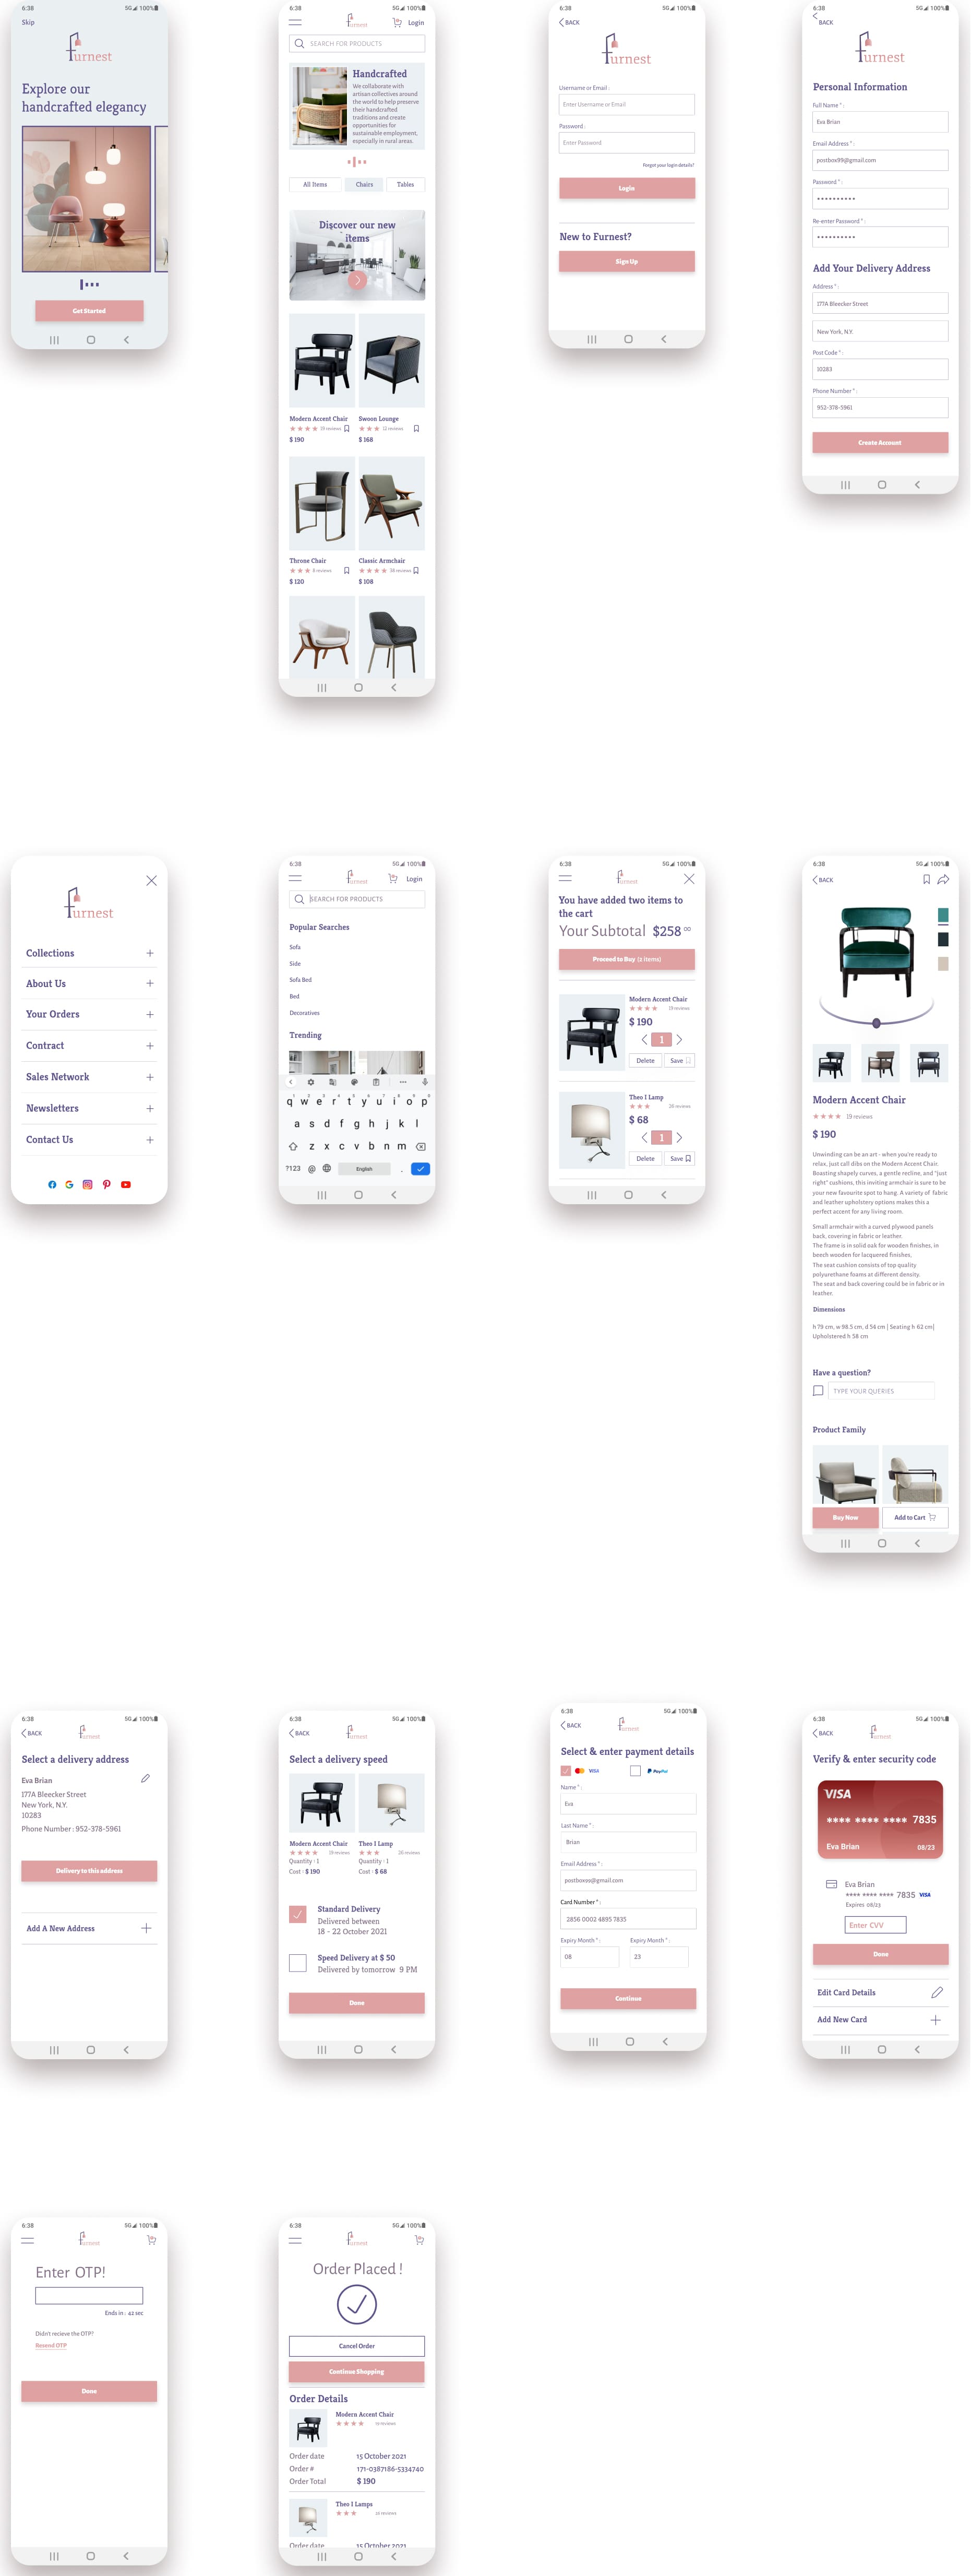 6:38
5G 100%
Skip
furnest
Explore our
handcrafted elegancy
Get Started
6:38
5G 100%
furnest
Login
SEARCH FOR PRODUCTS
Handcrafted
We collaborate with
artisan collectives around
the world to help preserve
their handcrafted
traditions and create
opportunities for
sustainable employment,
especially in rural areas.
All Items
Chairs
Tables
Discover our new
items
Modern Accent Chair
19 reviews
$ 190
Swoon Lounge
12 reviews
$ 168
Throne Chair
8 reviews
$ 120
Classic Armchair
$ 108
6:38
5G 100%
BACK
furnest
Username or Email :
Enter Username or Email
Password :
Enter Password
Forgot your login details?
Login
New to Furnest?
Sign Up
6:38
5G 100%
BACK
furnest
Personal Information
Full Name * :
Eva Brian
Email Address * :
postbox99@gmail.com
Password * :
Re-enter Password * :
Add Your Delivery Address
Address * :
177A Bleecker Street
New York, N.Y.
Post Code * :
10283
Phone Number * :
952-378-5961
Create Account
furnest
Collections
About Us
Your Orders
Contract
Sales Network
Newsletters
Contact Us
6:38
5G 100%
furnest
Login
SEARCH FOR PRODUCTS
Popular Searches
Sofa
Side
Sofa Bed
Bed
Decoratives
Trending
1 2 3 4 5 6 7 8 9 0
q w e r t y u i o p
a s d f g h j k l
z x c v b n m
?123 @ English .
6:38
5G 100%
furnest
You have added two items to
the cart
Your Subtotal $258 00
Proceed to Buy (2 items)
Modern Accent Chair
19 reviews
$ 190
1
Delete
Save
Theo I Lamp
26 reviews
$ 68
1
Delete
Save
6:38
5G 100%
BACK
Modern Accent Chair
19 reviews
$ 190
Unwinding can be an art - when you're ready to
relax, just call dibs on the Modern Accent Chair.
Boasting shapely curves, a gentle recline, and "just
right" cushions, this inviting armchair is sure to be
your new favourite spot to hang. A variety of fabric
and leather upholstery options makes this a
perfect accent for any living room.
Small armchair with a curved plywood panels
back, covering in fabric or leather.
The frame is in solid oak for wooden finishes, in
beech wooden for lacquered finishes,
The seat cushion consists of top quality
polyurethane foams at different density.
The seat and back covering could be in fabric or in
leather.
Dimensions
h 79 cm, w 98.5 cm, d 54 cm | Seating h 62 cm|
Upholstered h 58 cm
Have a question?
TYPE YOUR QUERIES
Product Family
Buy Now
Add to Cart
6:38
5G 100%
BACK
furnest
Select a delivery address
Eva Brian
177A Bleecker Street
New York, N.Y.
10283
Phone Number : 952-378-5961
Delivery to this address
Add A New Address
6:38
5G 100%
BACK
furnest
Select a delivery speed
Modern Accent Chair
19 reviews
Quantity : 1
Cost : $ 190
Theo I Lamp
26 reviews
Quantity : 1
Cost : $ 68
Standard Delivery
Delivered between
18 - 22 October 2021
Speed Delivery at $ 50
Delivered by tomorrow 9 PM
Done
6:38
5G 100%
BACK
furnest
Select & enter payment details
VISA
PayPal
Name * :
Eva
Last Name * :
Brian
Email Address * :
postboxvs@gmail.com
Card Number * :
2856 0002 4895 7835
Expiry Month * :
08
Expiry Month * :
23
Continue
6:38
5G 100%
BACK
furnest
Verify & enter security code
VISA
**** **** **** 7835
Eva Brian
08/23
Eva Brian
**** **** **** 7835 VISA
Expires 08/23
Enter CVV
Done
Edit Card Details
Add New Card
6:38
5G 100%
furnest
Enter OTP!
Ends in : 42 sec
Didn't recieve the OTP?
Resend OTP
Done
6:38
5G 100%
furnest
Order Placed !
Cancel Order
Continue Shopping
Order Details
Modern Accent Chair
19 reviews
Order date 15 October 2021
Order # 171-0387186-5334740
Order Total $ 190
Theo I Lamps
26 reviews
Order date 15 October 2021